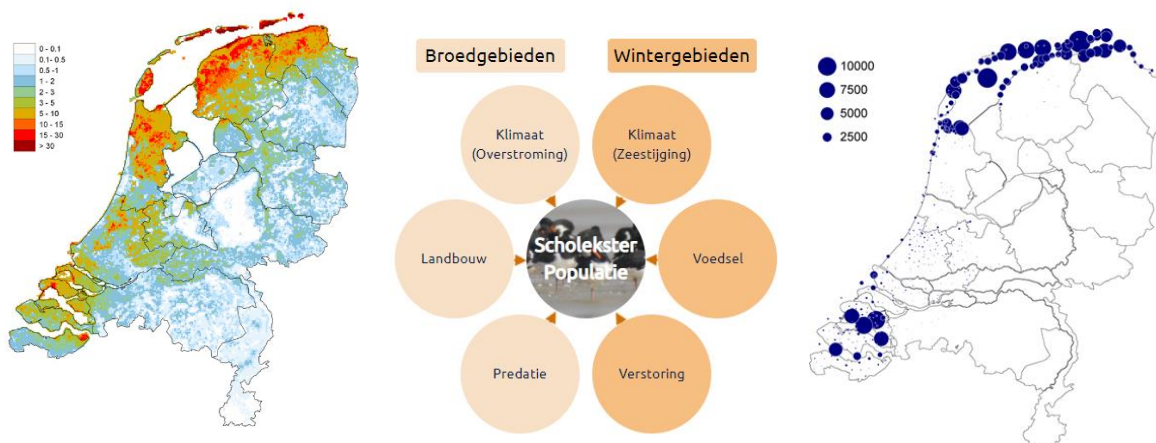 0 - 0.1
0.1- 0.5
0.5 -1
1 - 2
2 - 3
3 - 5
5 - 10
10 - 15
15 - 30
> 30
Broedgebieden
Wintergebieden
Klimaat
(Overstroming)
Klimaat
(Zeestijging)
Landbouw
Scholekster
Populatie
Voedsel
Predatie
Verstoring
10000
7500
5000
2500